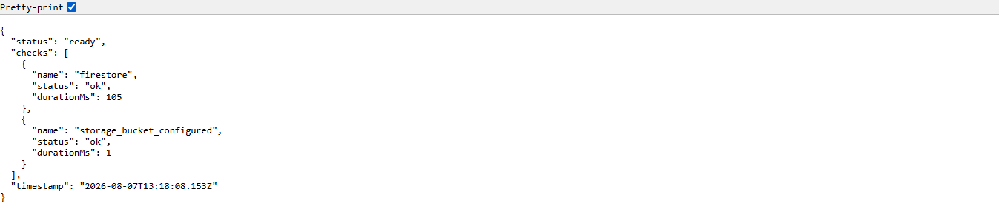 Pretty-print
{
  "status": "ready",
  "checks": [
    {
      "name": "firestore",
      "status": "ok",
      "durationMs": 105
    },
    {
      "name": "storage_bucket_configured",
      "status": "ok",
      "durationMs": 1
    }
  ],
  "timestamp": "2026-08-07T13:18:08.153Z"
}